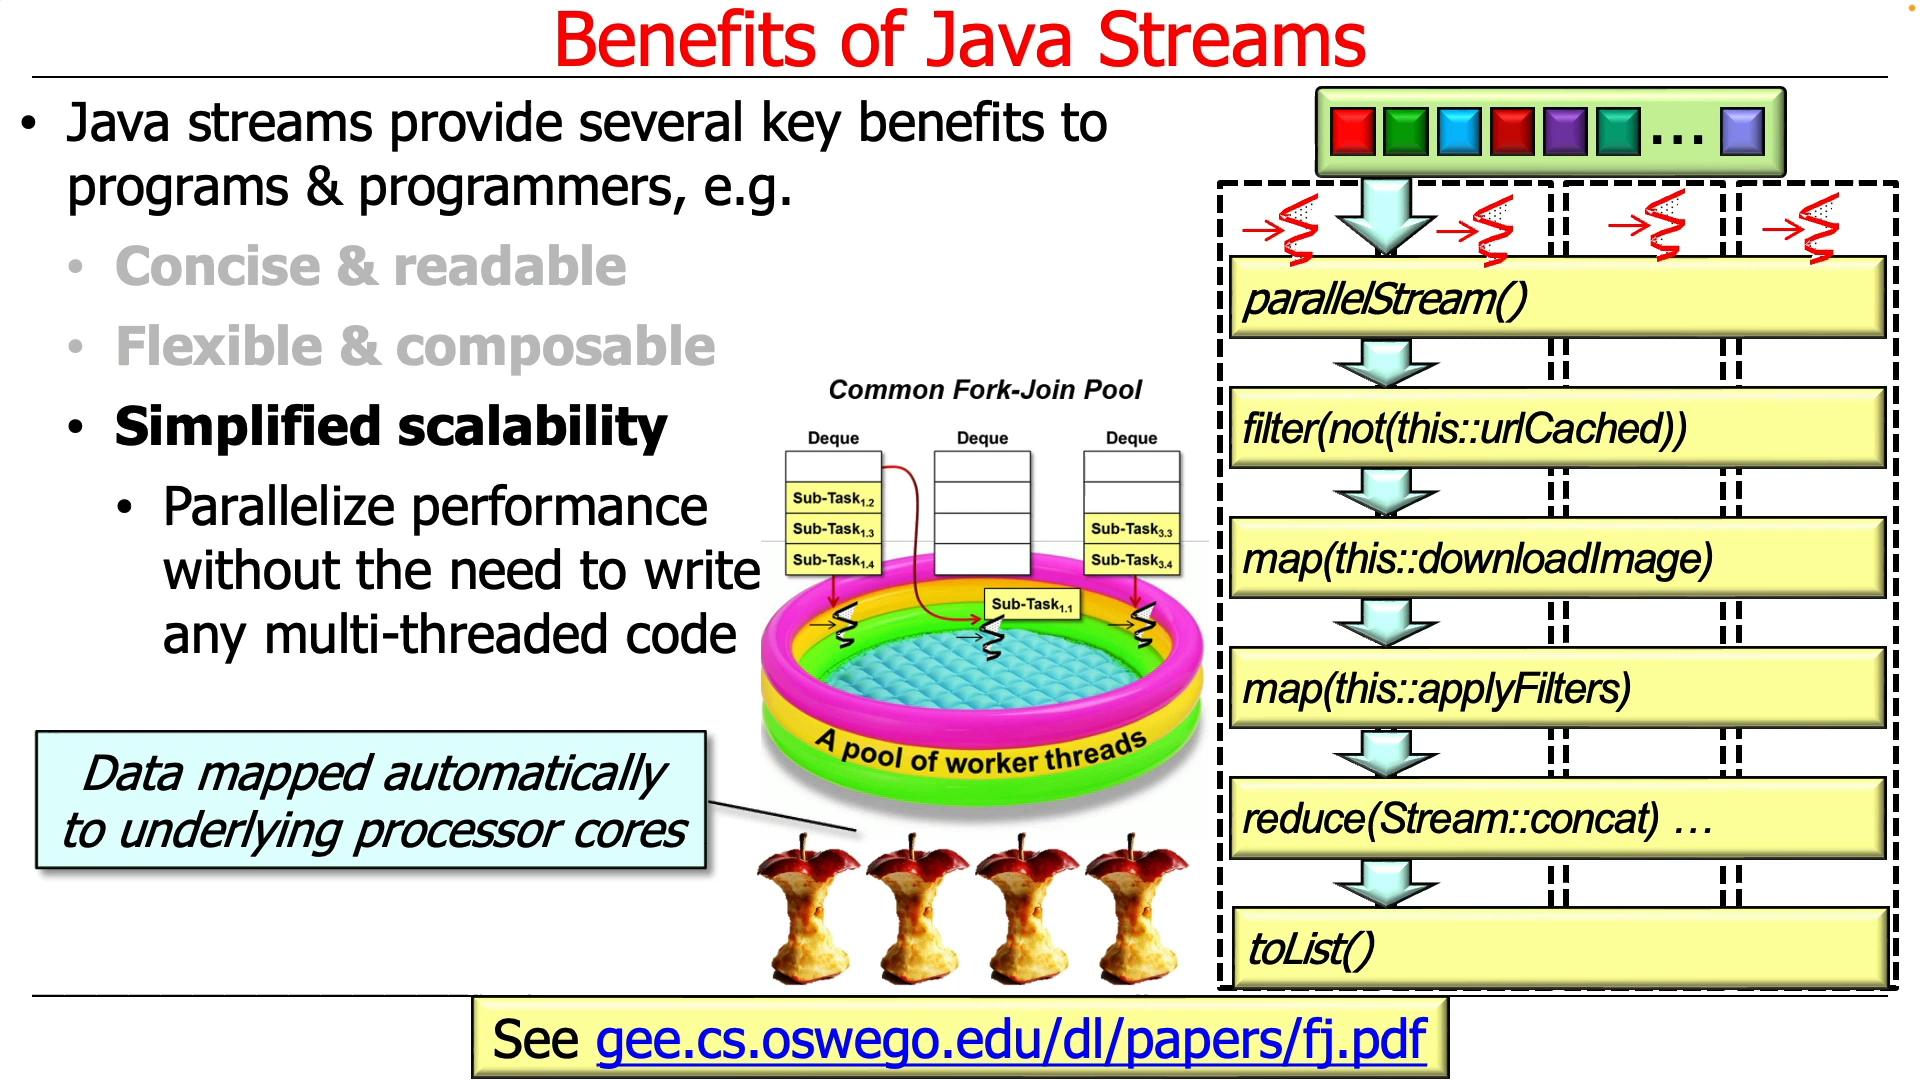 Benefits of Java Streams
• Java streams provide several key benefits to
programs & programmers, e.g.
• Concise & readable
• Flexible & composable
• Simplified scalability
• Parallelize performance
without the need to write
any multi-threaded code
Data mapped automatically
to underlying processor cores
Common Fork-Join Pool
Deque Deque Deque
Sub-Task1.2
Sub-Task1.3
Sub-Task1.4
Sub-Task3.3
Sub-Task3.4
Sub-Task1.1
A pool of worker threads
...
parallelStream()
filter(not(this::urlCached))
map(this::downloadImage)
map(this::applyFilters)
reduce(Stream::concat) …
toList()
See gee.cs.oswego.edu/dl/papers/fj.pdf